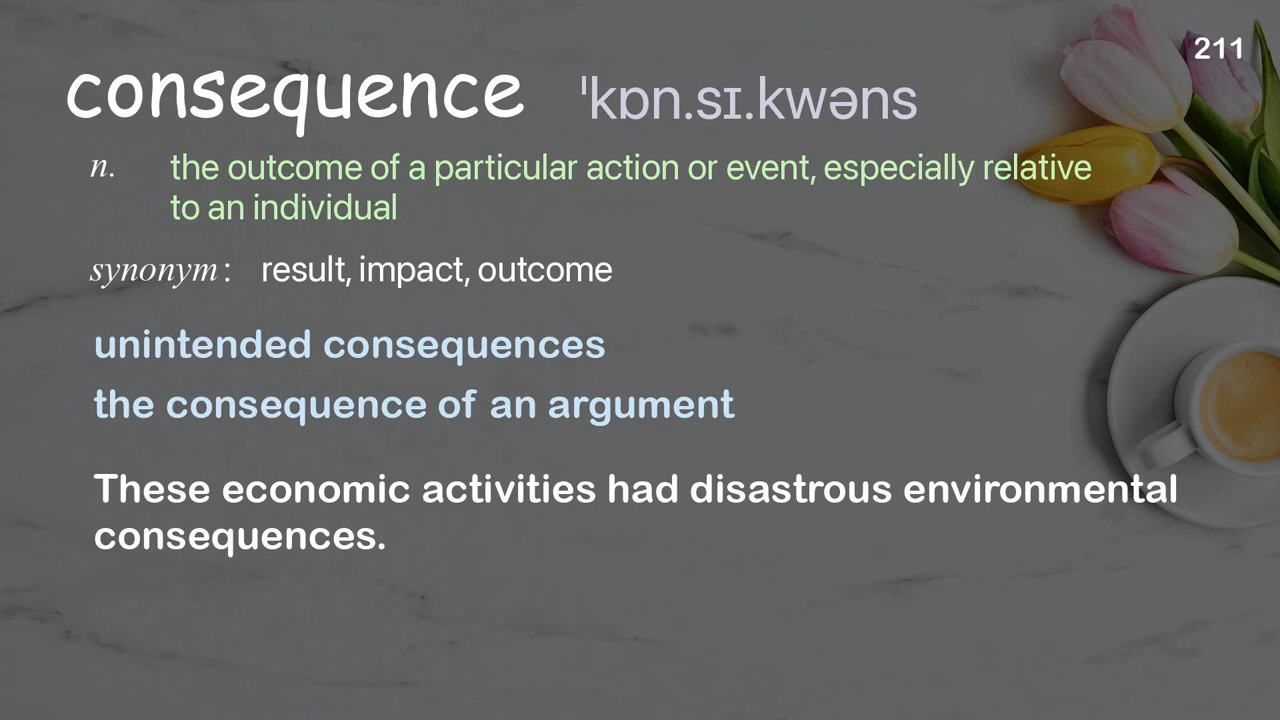 211
consequence ˈkɒn.sɪ.kwəns
n. the outcome of a particular action or event, especially relative
to an individual
synonym: result, impact, outcome
unintended consequences
the consequence of an argument
These economic activities had disastrous environmental
consequences.